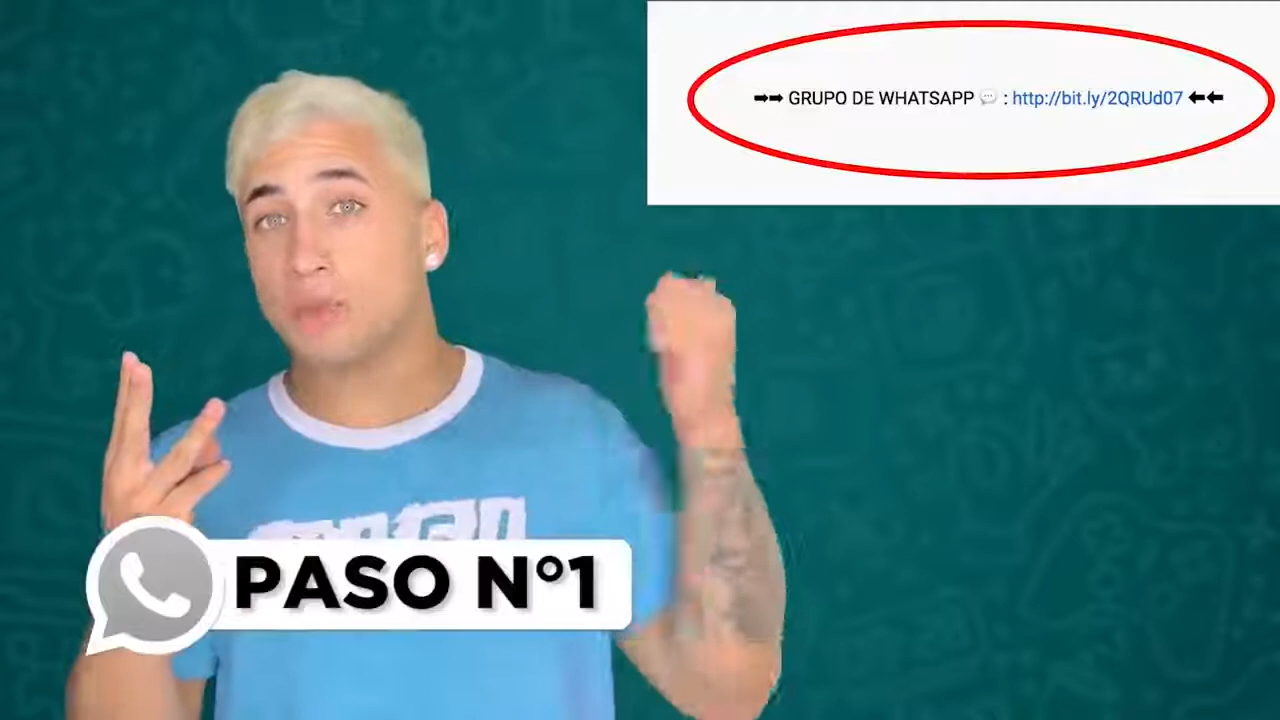 ➡➡ GRUPO DE WHATSAPP 💬 : http://bit.ly/2QRUd07 ⬅⬅
PASO N°1